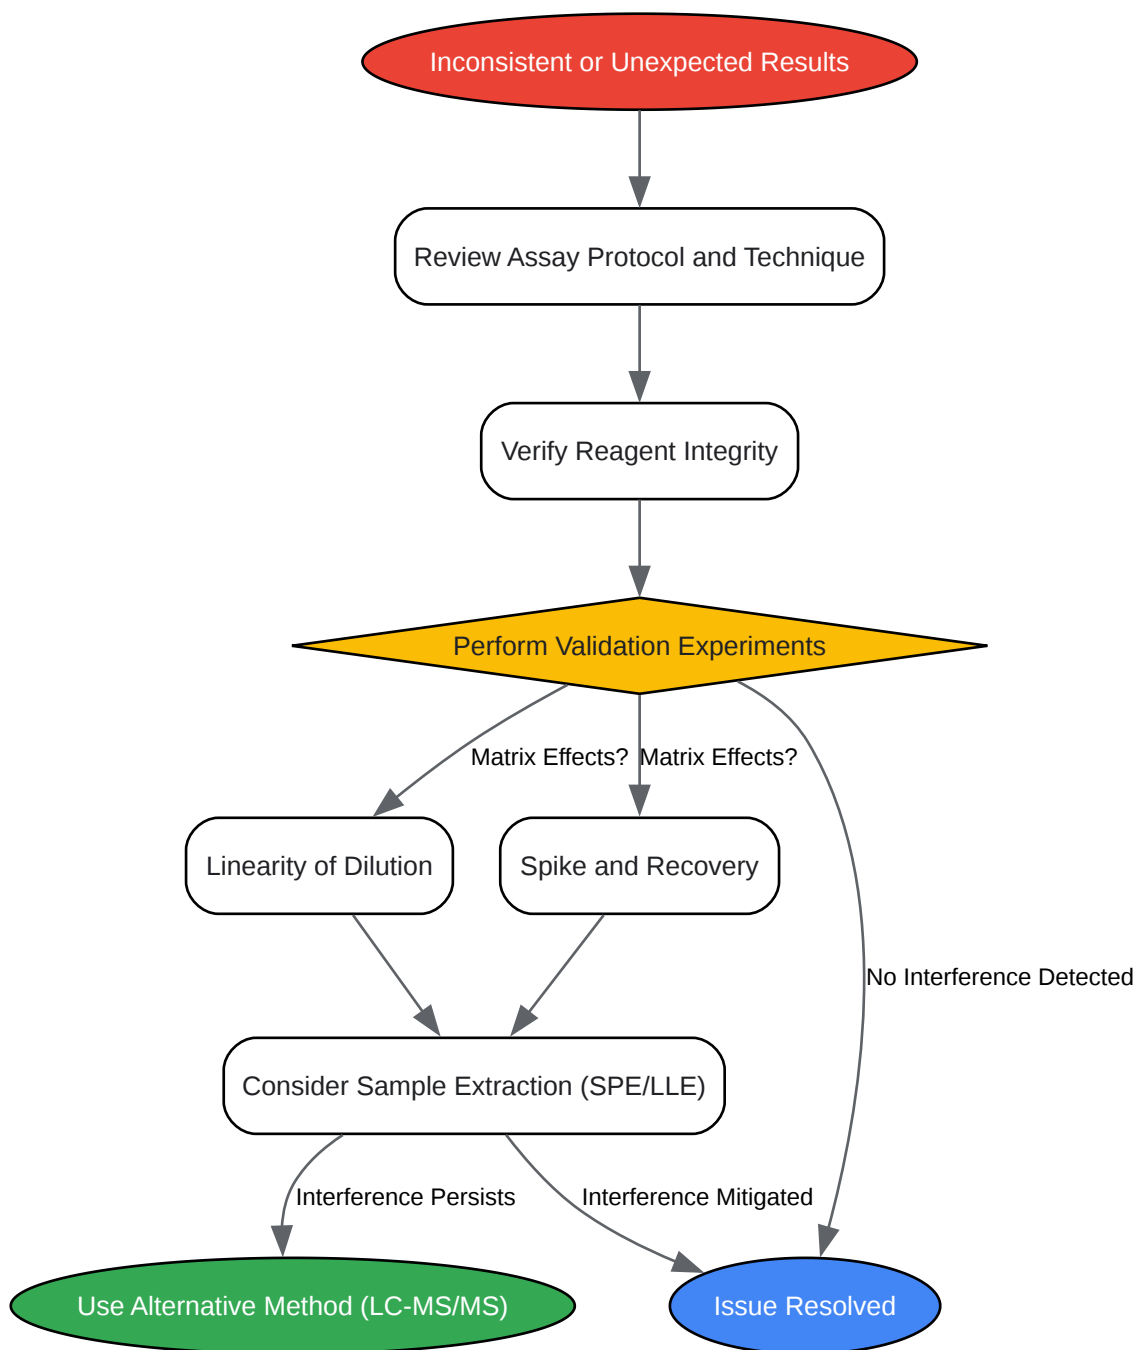 Inconsistent or Unexpected Results
Review Assay Protocol and Technique
Verify Reagent Integrity
Perform Validation Experiments
Matrix Effects?
Matrix Effects?
Linearity of Dilution
Spike and Recovery
No Interference Detected
Consider Sample Extraction (SPE/LLE)
Interference Persists
Interference Mitigated
Use Alternative Method (LC-MS/MS)
Issue Resolved